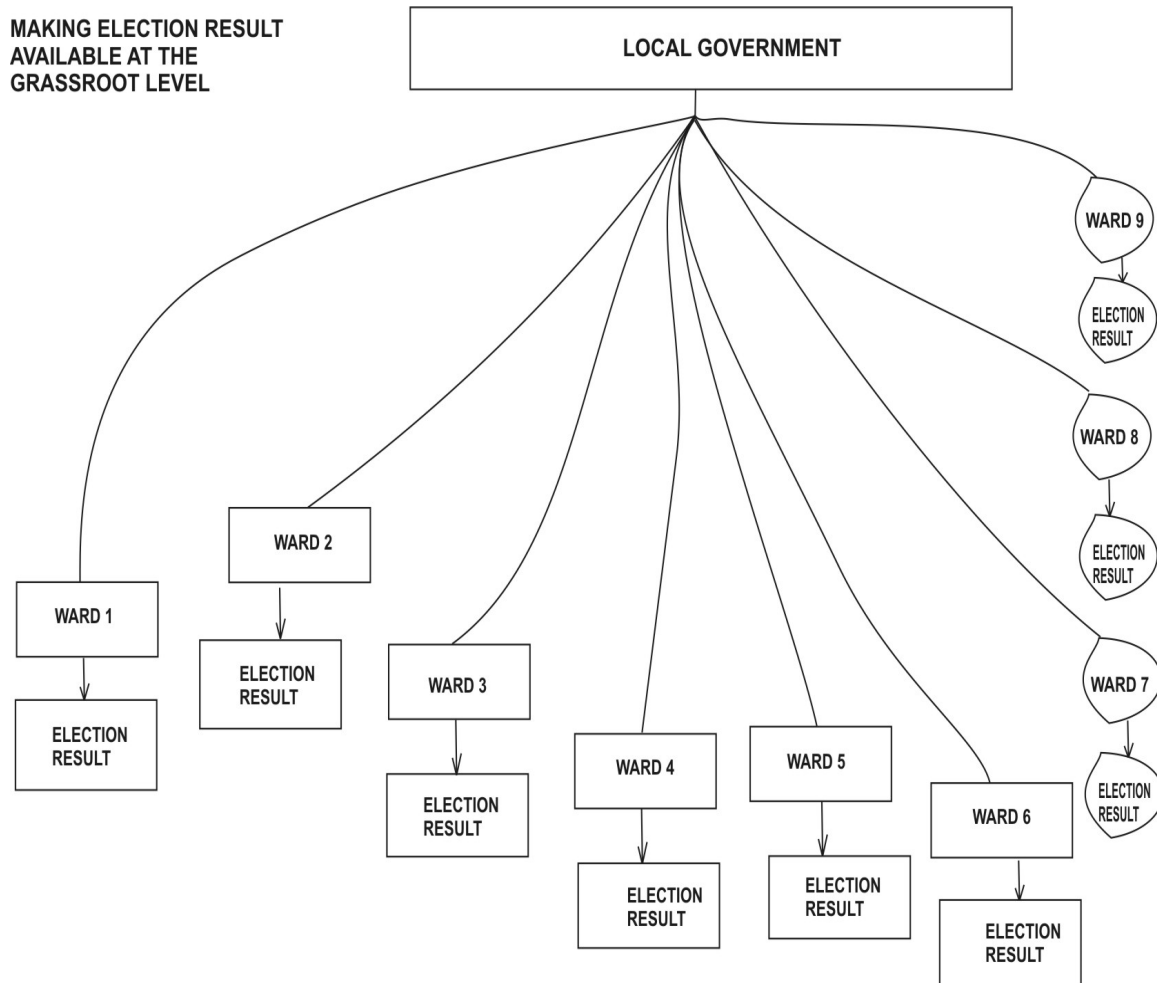 MAKING ELECTION RESULT
AVAILABLE AT THE
GRASSROOT LEVEL
LOCAL GOVERNMENT
WARD 1
ELECTION
RESULT
WARD 2
ELECTION
RESULT
WARD 3
ELECTION
RESULT
WARD 4
ELECTION
RESULT
WARD 5
ELECTION
RESULT
WARD 6
ELECTION
RESULT
WARD 7
ELECTION
RESULT
WARD 8
ELECTION
RESULT
WARD 9
ELECTION
RESULT